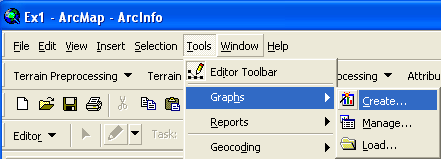 Ex1 - ArcMap - ArcInfo
File Edit View Insert Selection Tools Window Help
Terrain Preprocessing Editor Toolbar ocessing Attribu
Graphs Create...
Reports Manage...
Editor Task: Geocoding Load...